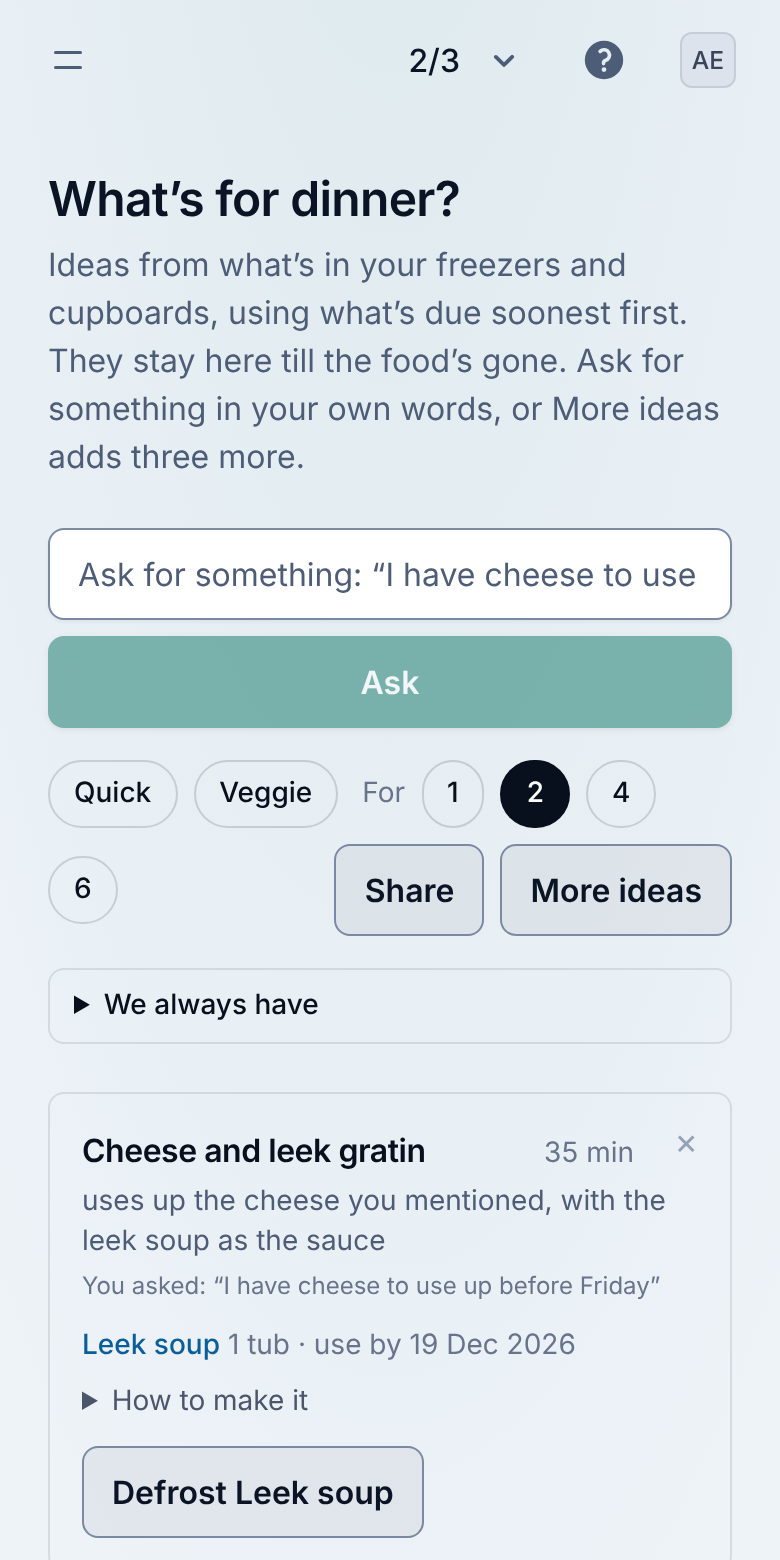 2/3
?
AE
What’s for dinner?
Ideas from what’s in your freezers and
cupboards, using what’s due soonest first.
They stay here till the food’s gone. Ask for
something in your own words, or More ideas
adds three more.
Ask for something: “I have cheese to use
Ask
Quick Veggie For 1 2 4
6 Share More ideas
We always have
Cheese and leek gratin 35 min ×
uses up the cheese you mentioned, with the
leek soup as the sauce
You asked: “I have cheese to use up before Friday”
Leek soup 1 tub · use by 19 Dec 2026
How to make it
Defrost Leek soup